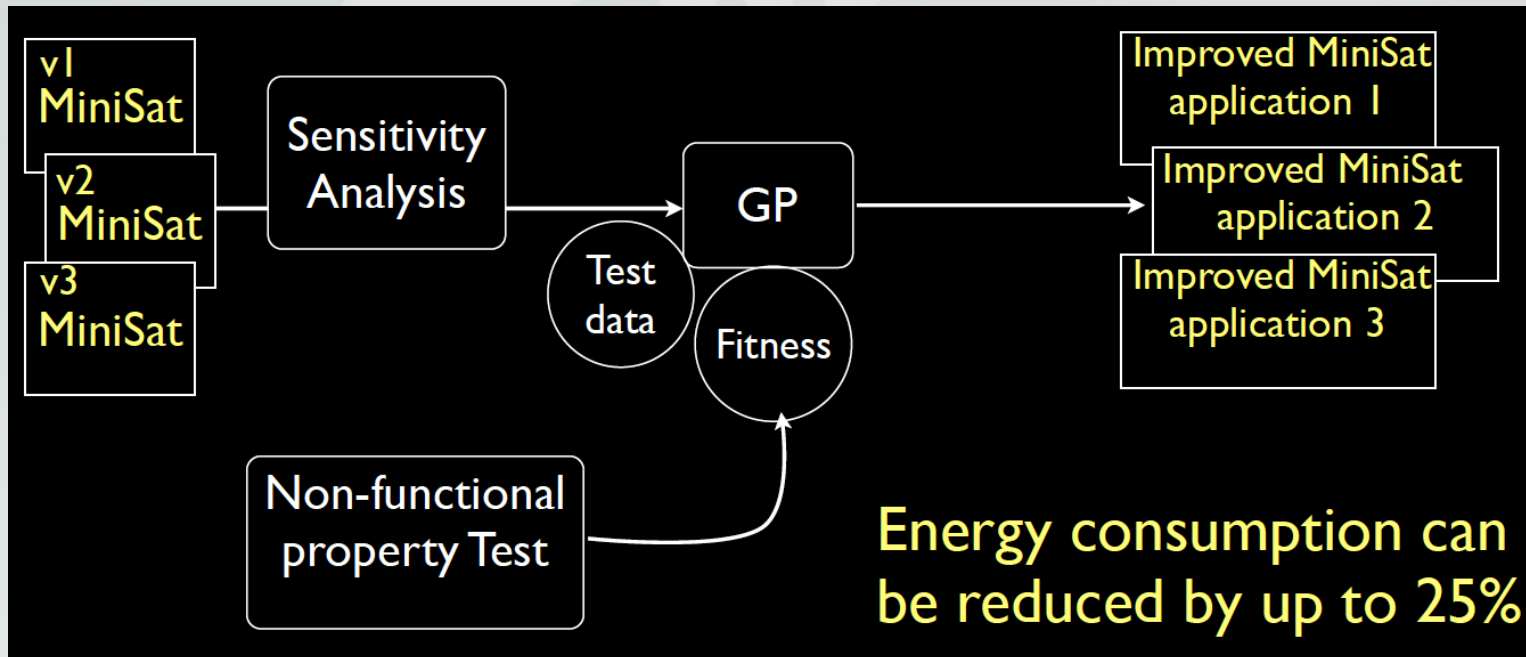 v1
MiniSat
v2
MiniSat
v3
MiniSat
Sensitivity
Analysis
GP
Test
data
Fitness
Non-functional
property Test
Improved MiniSat
application 1
Improved MiniSat
application 2
Improved MiniSat
application 3
Energy consumption can
be reduced by up to 25%